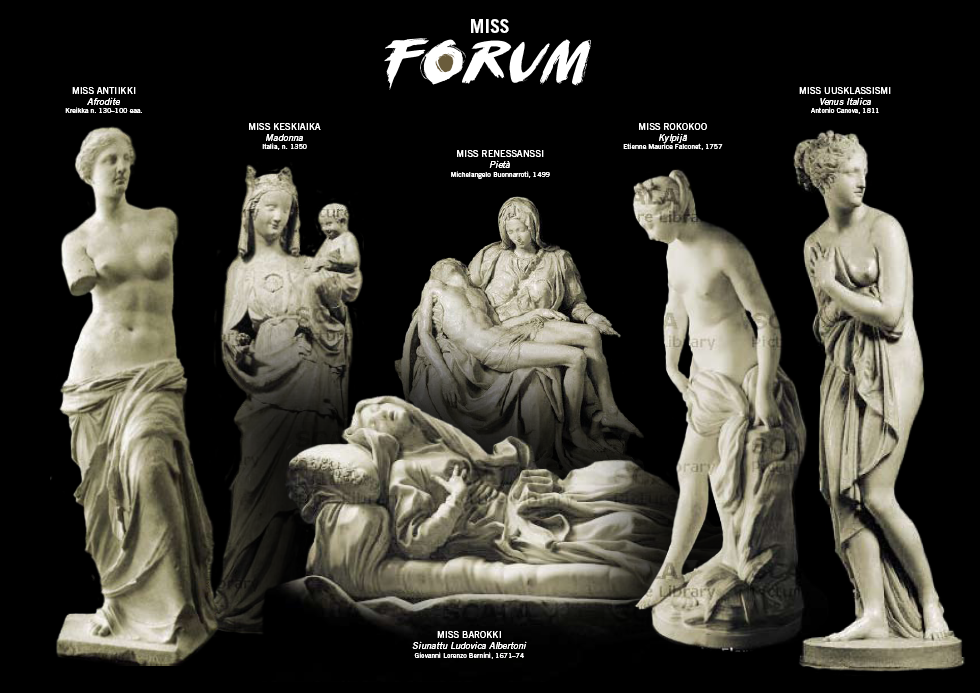 MISS
FORUM
MISS ANTIIKKI
Afrodite
Kreikka n. 130–100 eaa.
MISS KESKIAIKA
Madonna
Italia, n. 1350
MISS RENESSANSSI
Pietà
Michelangelo Buonnarroti, 1499
MISS ROKOKOO
Kylpijä
Etienne Maurice Falconet, 1757
MISS UUSKLASSISMI
Venus Italica
Antonio Canova, 1811
MISS BAROKKI
Siunattu Ludovica Albertoni
Giovanni Lorenzo Bernini, 1671–74